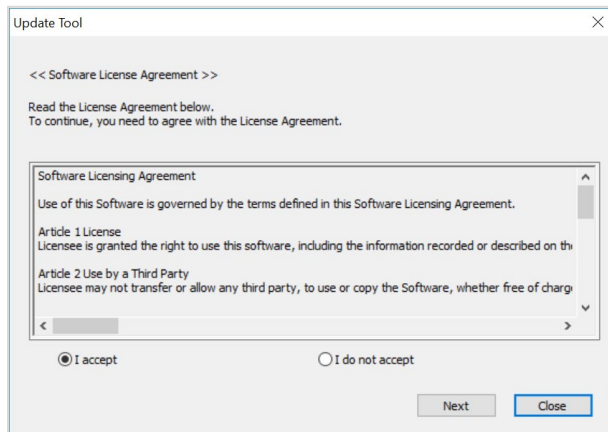 Update Tool
<< Software License Agreement >>
Read the License Agreement below.
To continue, you need to agree with the License Agreement.
Software Licensing Agreement
Use of this Software is governed by the terms defined in this Software Licensing Agreement.
Article 1 License
Licensee is granted the right to use this software, including the information recorded or described on
Article 2 Use by a Third Party
Licensee may not transfer or allow any third party, to use or copy the Software, whether free of
I accept
I do not accept
Next
Close